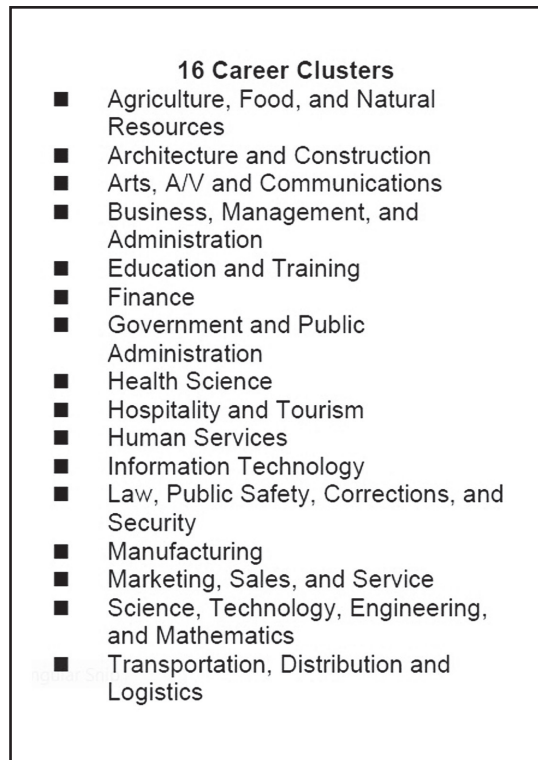 16 Career Clusters
■ Agriculture, Food, and Natural
Resources
■ Architecture and Construction
■ Arts, A/V and Communications
■ Business, Management, and
Administration
■ Education and Training
■ Finance
■ Government and Public
Administration
■ Health Science
■ Hospitality and Tourism
■ Human Services
■ Information Technology
■ Law, Public Safety, Corrections, and
Security
■ Manufacturing
■ Marketing, Sales, and Service
■ Science, Technology, Engineering,
and Mathematics
■ Transportation, Distribution and
Logistics